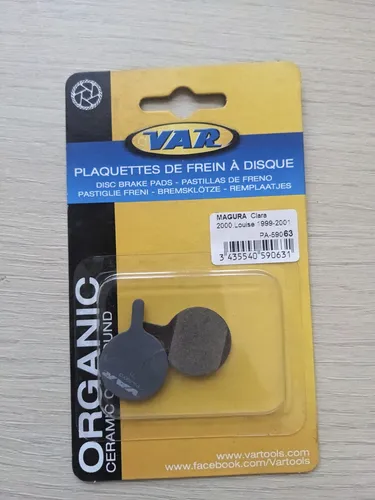 VAR
PLAQUETTES DE FREIN À DISQUE
DISC BRAKE PADS - PASTILLAS DE FRENO
PASTIGLIE FRENI - BREMSKLÖTZE - REMPLAATJES
MAGURA Clara
2000 Louise 1999-2001
PA-59063
3 435540 590631
ORGANIC
CERAMIC
VAR
www.vartools.com
www.facebook.com/Vartools